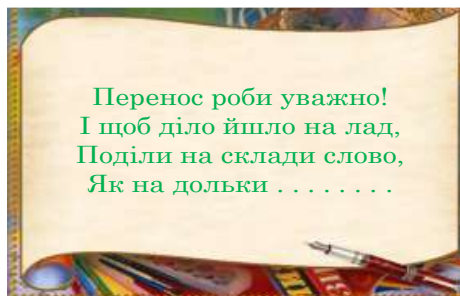 Перенос роби уважно!
І щоб діло йшло на лад,
Поділи на склади слово,
Як на дольки . . . . . . . .